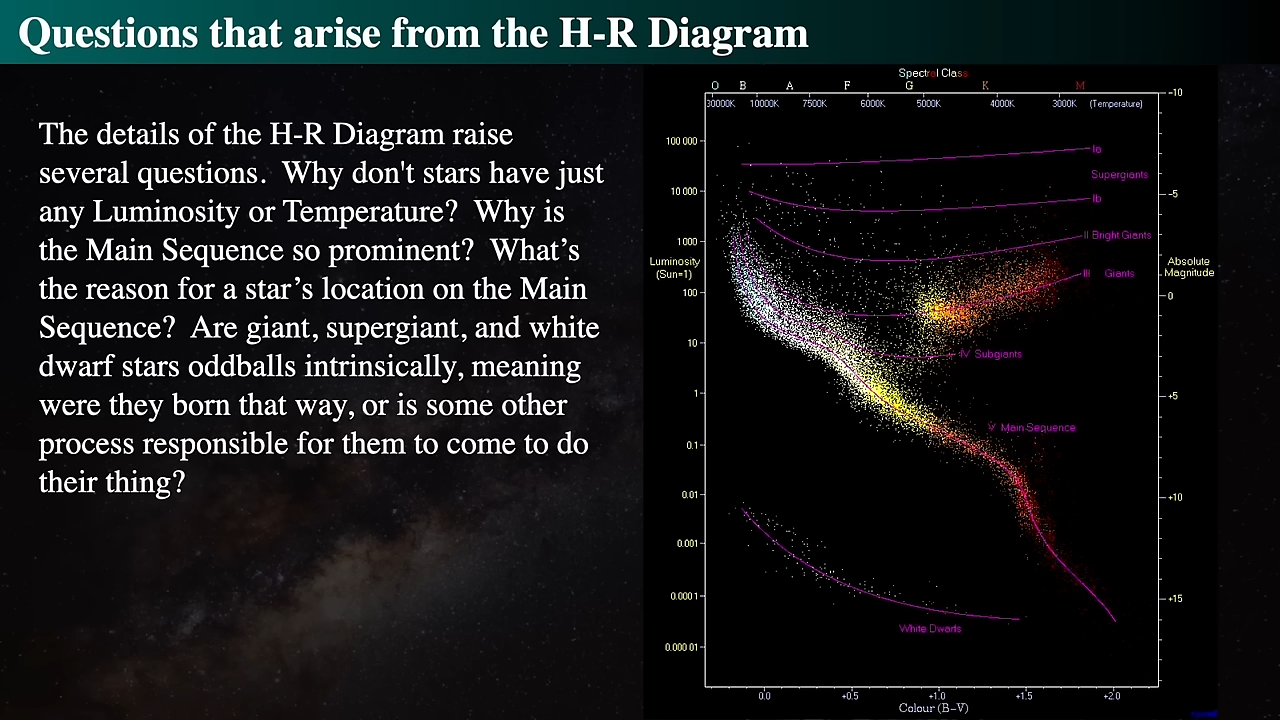 Questions that arise from the H-R Diagram
The details of the H-R Diagram raise
several questions.  Why don't stars have just
any Luminosity or Temperature?  Why is
the Main Sequence so prominent?  What’s
the reason for a star’s location on the Main
Sequence?  Are giant, supergiant, and white
dwarf stars oddballs intrinsically, meaning
were they born that way, or is some other
process responsible for them to come to do
their thing?
Spectral Class
O B A F G K M
30000K 10000K 7500K 6000K 5000K 4000K 3000K (Temperature)
-10
100 000
Ia
Supergiants
10 000
-5
Ib
1 000
II Bright Giants
Luminosity
(Sun=1)
Absolute
Magnitude
III Giants
100
0
10
IV Subgiants
1
+5
V Main Sequence
0.1
0.01
+10
0.001
0.0001
+15
White Dwarfs
0.000 01
0.0 +0.5 +1.0 +1.5 +2.0
Colour (B-V)